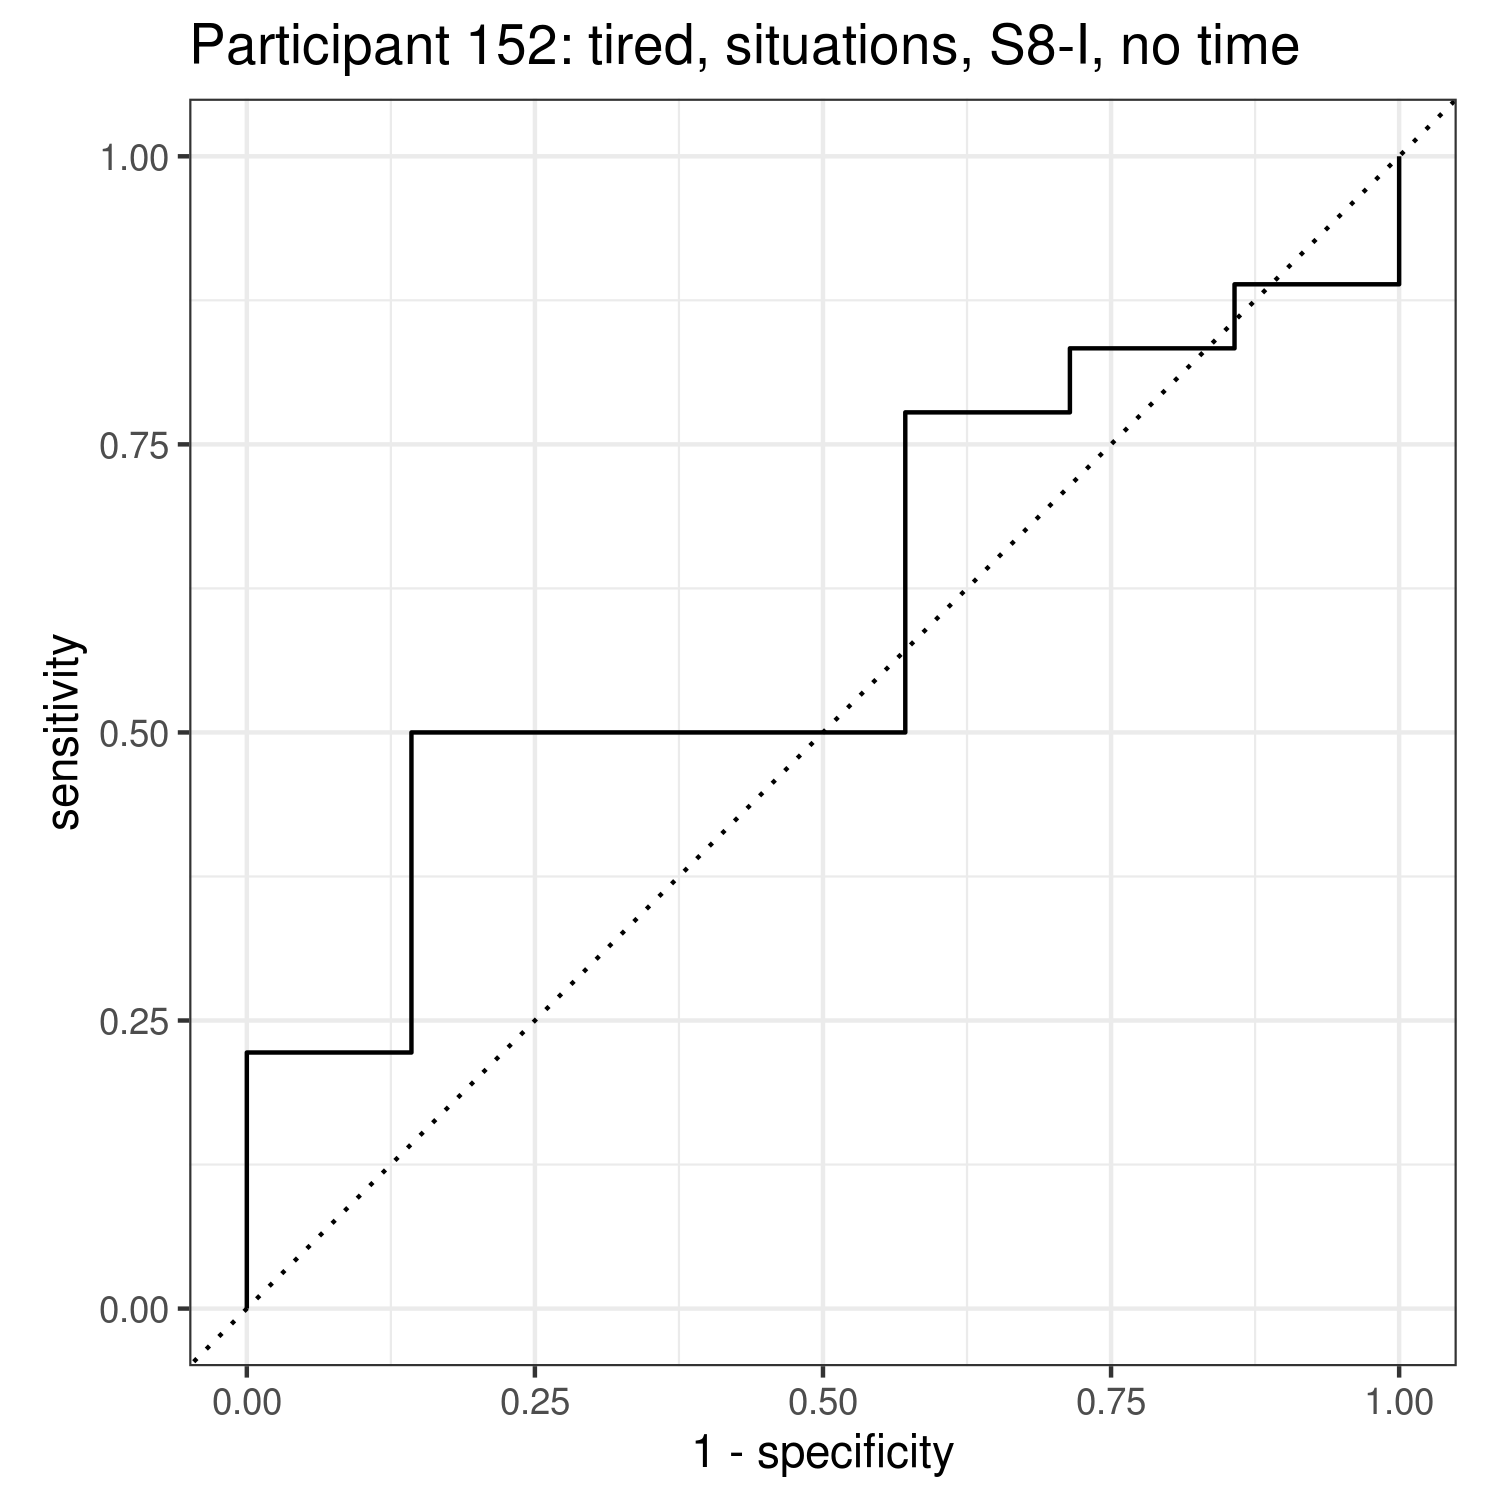 Participant 152: tired, situations, S8-I, no time
1.00
0.75
0.50
0.25
0.00
sensitivity
0.00 0.25 0.50 0.75 1.00
1 - specificity